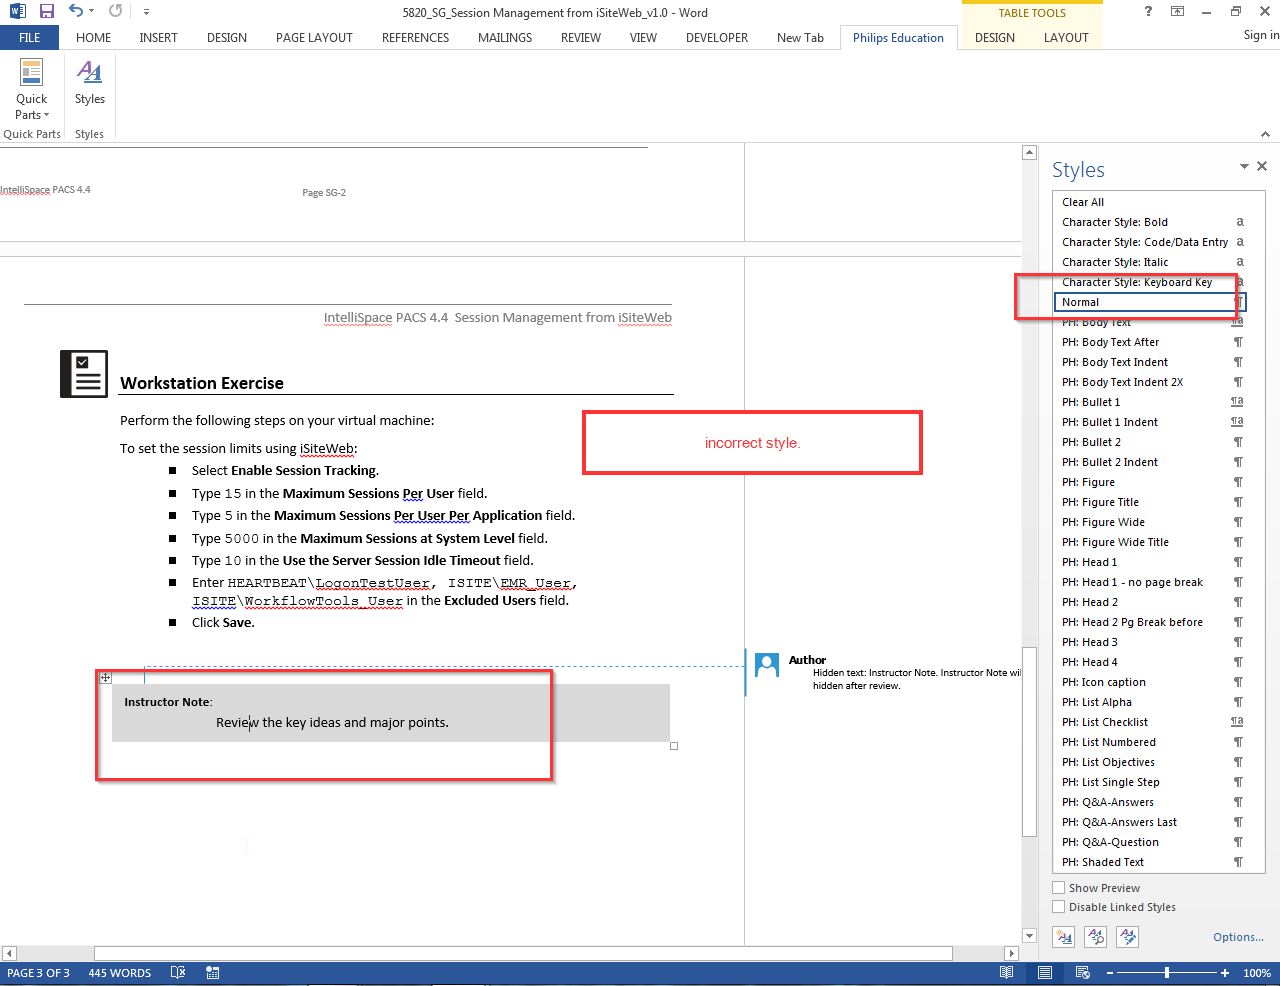 5820_SG_Session Management from iSiteWeb_v1.0 - Word
TABLE TOOLS
?
FILE HOME INSERT DESIGN PAGE LAYOUT REFERENCES MAILINGS REVIEW VIEW DEVELOPER New Tab Philips Education DESIGN LAYOUT Sign in
Quick
Parts
Styles
Quick Parts Styles
IntelliSpace PACS 4.4
Page SG-2
IntelliSpace PACS 4.4 Session Management from iSiteWeb
Workstation Exercise
Perform the following steps on your virtual machine:
To set the session limits using iSiteWeb:
■ Select Enable Session Tracking.
■ Type 15 in the Maximum Sessions Per User field.
■ Type 5 in the Maximum Sessions Per User Per Application field.
■ Type 5000 in the Maximum Sessions at System Level field.
■ Type 10 in the Use the Server Session Idle Timeout field.
■ Enter HEARTBEAT\LogonTestUser, ISITE\EMR_User,
ISITE\WorkflowTools_User in the Excluded Users field.
■ Click Save.
incorrect style.
Author
Hidden text: Instructor Note. Instructor Note wil
hidden after review.
Instructor Note:
Review the key ideas and major points.
Styles
Clear All
Character Style: Bold a
Character Style: Code/Data Entry a
Character Style: Italic a
Character Style: Keyboard Key a
Normal ¶
PH: Body Text ¶a
PH: Body Text After ¶
PH: Body Text Indent ¶
PH: Body Text Indent 2X ¶
PH: Bullet 1 ¶a
PH: Bullet 1 Indent ¶a
PH: Bullet 2 ¶
PH: Bullet 2 Indent ¶
PH: Figure ¶
PH: Figure Title ¶
PH: Figure Wide ¶
PH: Figure Wide Title ¶
PH: Head 1 ¶
PH: Head 1 - no page break ¶
PH: Head 2 ¶
PH: Head 2 Pg Break before ¶
PH: Head 3 ¶
PH: Head 4 ¶
PH: Icon caption ¶
PH: List Alpha ¶
PH: List Checklist ¶a
PH: List Numbered ¶
PH: List Objectives ¶
PH: List Single Step ¶
PH: Q&A-Answers ¶
PH: Q&A-Answers Last ¶
PH: Q&A-Question ¶
PH: Shaded Text ¶
Show Preview
Disable Linked Styles
Options...
PAGE 3 OF 3 445 WORDS 100%